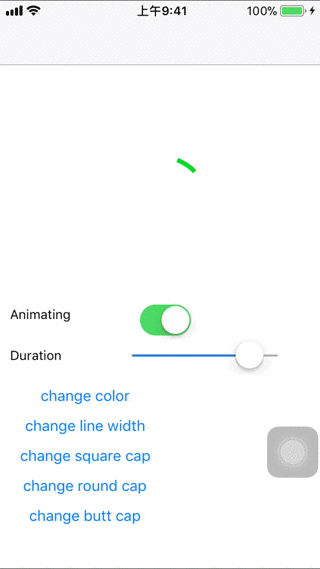 上午9:41
100%
Animating
Duration
change color
change line width
change square cap
change round cap
change butt cap